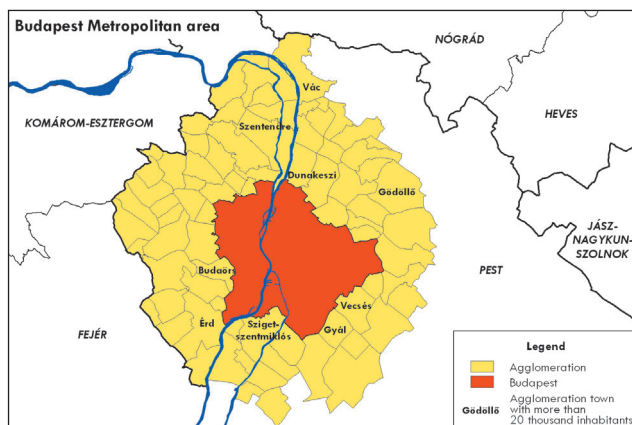 Budapest Metropolitan area
NÓGRÁD
HEVES
KOMÁROM-ESZTERGOM
Vác
Szentendre
Dunakeszi
Gödöllő
JÁSZ-
NAGYKUN-
SZOLNOK
PEST
Budaörs
Vecsés
Érd
Sziget-
szentmiklós
Gyál
FEJÉR
Legend
Agglomeration
Budapest
Gödöllő
Agglomeration town
with more than
20 thousand inhabitants